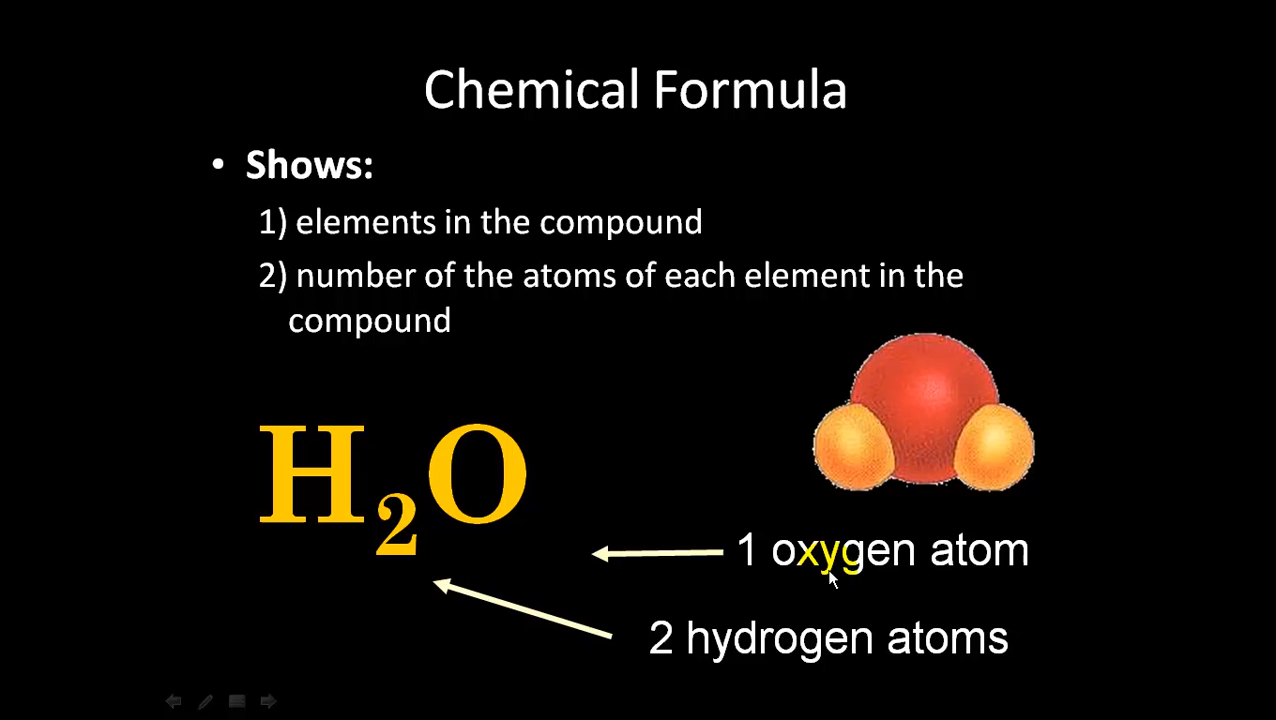 Chemical Formula
• Shows:
1) elements in the compound
2) number of the atoms of each element in the
compound
H₂O
1 oxygen atom
2 hydrogen atoms